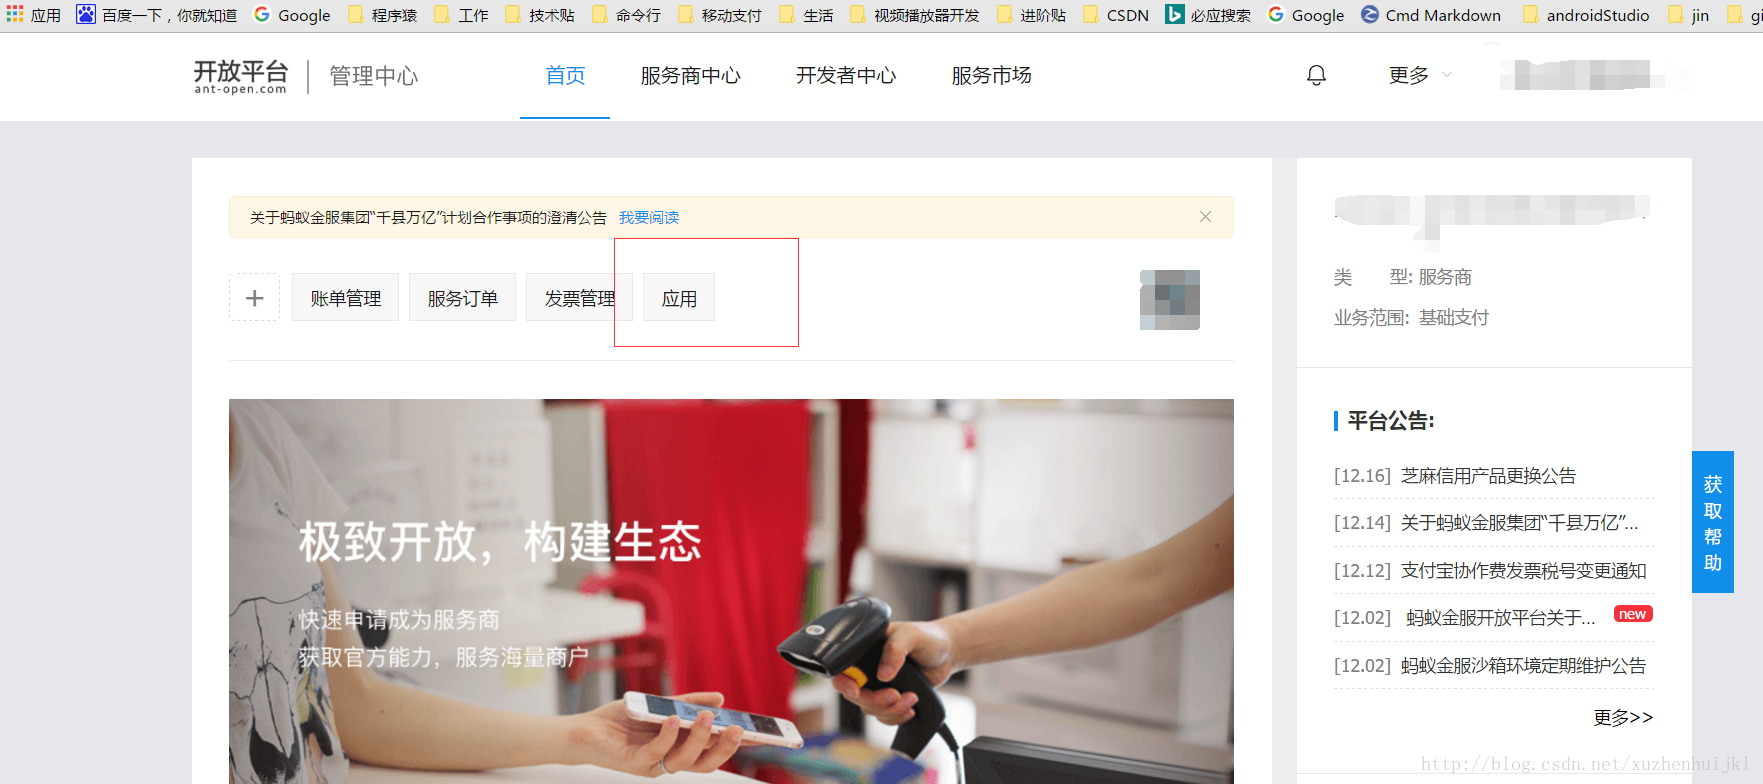 应用 百度一下，你就知道 Google 程序猿 工作 技术贴 命令行 移动支付 生活 视频播放器开发 进阶贴 CSDN 必应搜索 Google Cmd Markdown androidStudio jin gi
开放平台 管理中心 首页 服务商中心 开发者中心 服务市场 更多
ant-open.com
关于蚂蚁金服集团“千县万亿”计划合作事项的澄清公告 我要阅读
账单管理 服务订单 发票管理 应用
极致开放，构建生态
快速申请成为服务商
获取官方能力，服务海量商户
类 型: 服务商
业务范围: 基础支付
平台公告:
[12.16] 芝麻信用产品更换公告
[12.14] 关于蚂蚁金服集团“千县万亿”...
[12.12] 支付宝协作费发票税号变更通知
[12.02] 蚂蚁金服开放平台关于... new
[12.02] 蚂蚁金服沙箱环境定期维护公告
更多>>
获
取
帮
助
http://blog.csdn.net/xuzhenhuijkl